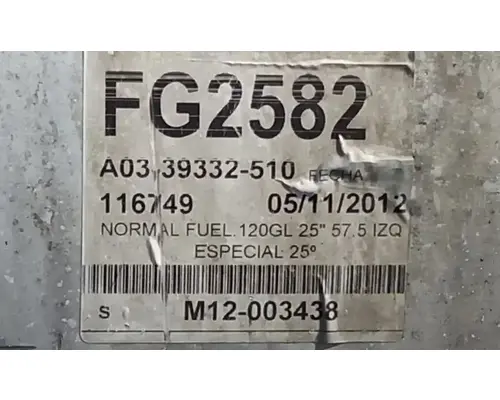 FG2582
A03 39332-510 FECHA
116749 05/11/2012
NORMAL FUEL 120GL 25" 57.5 IZQ
ESPECIAL 25º
S M12-003438